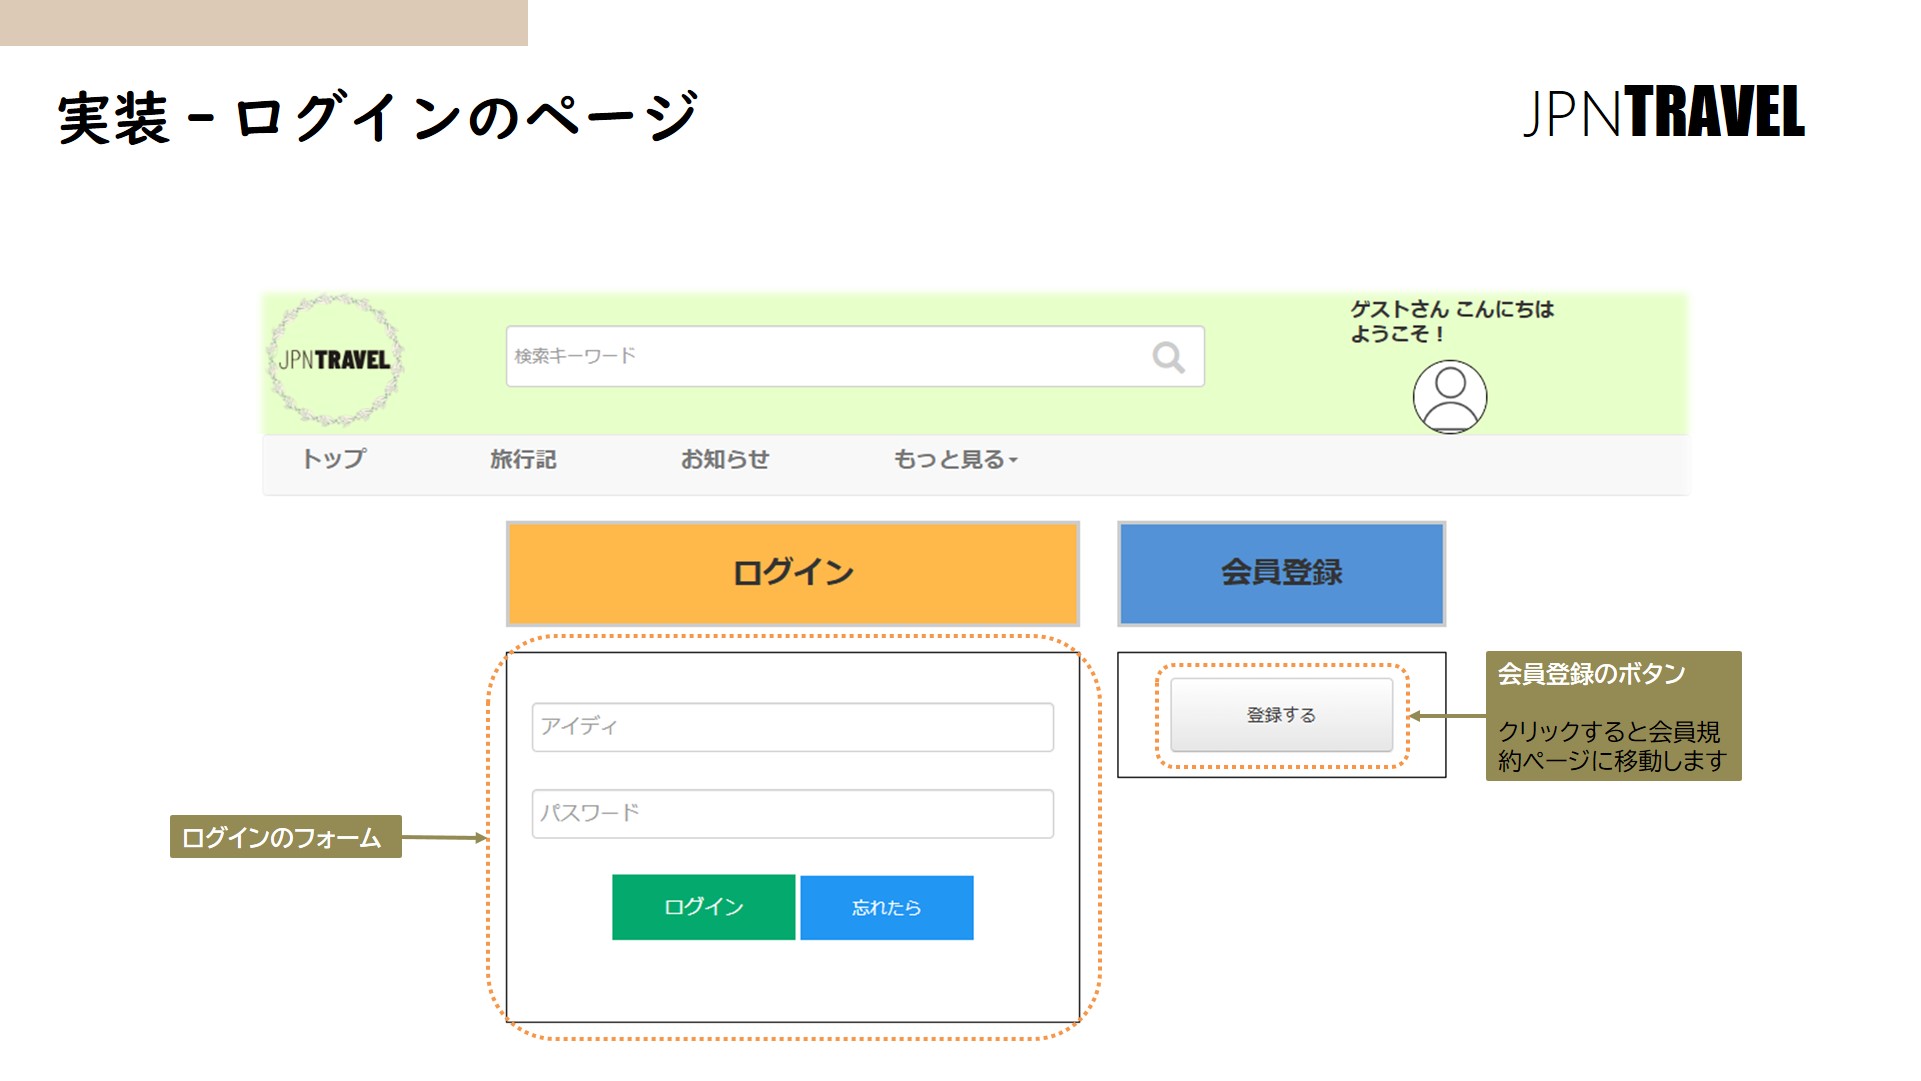 実装 - ログインのページ
JPNTRAVEL
JPNTRAVEL
検索キーワード
ゲストさん こんにちは
ようこそ！
トップ
旅行記
お知らせ
もっと見る
ログイン
会員登録
アイディ
パスワード
ログイン
忘れたら
登録する
会員登録のボタン
クリックすると会員規
約ページに移動します
ログインのフォーム